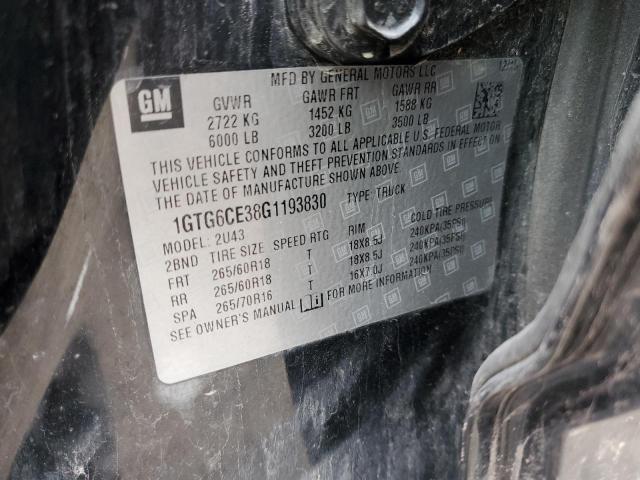 MFD BY GENERAL MOTORS LLC
GM
GVWR GAWR FRT GAWR RR
2722 KG 1452 KG 1588 KG
6000 LB 3200 LB 3500 LB
THIS VEHICLE CONFORMS TO ALL APPLICABLE U.S. FEDERAL MOTOR
VEHICLE SAFETY AND THEFT PREVENTION STANDARDS IN EFFECT ON
THE DATE OF MANUFACTURE SHOWN ABOVE.
1GTG6CE38G1193830 TYPE: TRUCK
MODEL: 2U43
2BND TIRE SIZE SPEED RTG RIM COLD TIRE PRESSURE
FRT 265/60R18 T 18X8.5J 240KPA(35PSI)
RR 265/60R18 T 18X8.5J 240KPA(35PSI)
SPA 265/70R16 T 16X7.0J 240KPA(35PSI)
SEE OWNER'S MANUAL FOR MORE INFORMATION